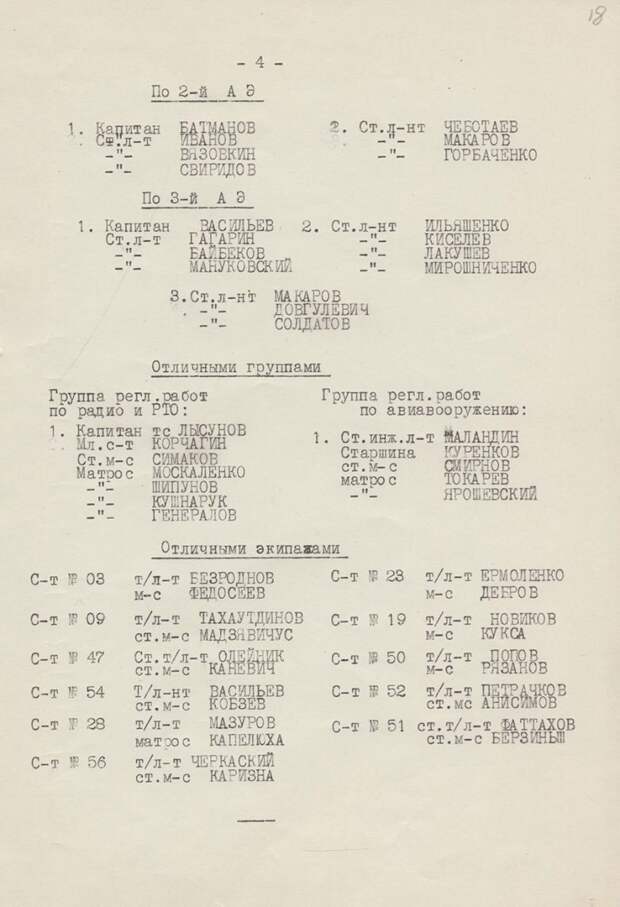 18
- 4 -
По 2-й А Э
1. Капитан БАТМАНОВ
Ст.л-т ИВАНОВ
-"- ВЯЗОВКИН
-"- СВИРИДОВ
2. Ст.л-нт ЧЕБОТАЕВ
-"- МАКАРОВ
-"- ГОРБАЧЕНКО
По 3-й А Э
1. Капитан ВАСИЛЬЕВ
Ст.л-т ГАГАРИН
-"- БАЙБЕКОВ
-"- МАНУКОВСКИЙ
2. Ст.л-нт ИЛЬЯШЕНКО
-"- КИСЕЛЕВ
-"- ЛАКУШЕВ
-"- МИРОШНИЧЕНКО
3. Ст.л-нт МАКАРОВ
-"- ДОВГУЛЕВИЧ
-"- СОЛДАТОВ
Отличными группами
Группа регл.работ
по радио и РТО:
1. Капитан тс ЛЫСУНОВ
Мл.с-т КОРЧАГИН
Ст.м-с СИМАКОВ
Матрос МОСКАЛЕНКО
-"- ШИПУНОВ
-"- КУШНАРУК
-"- ГЕНЕРАЛОВ
Группа регл.работ
по авиавооружению:
1. Ст.инж.л-т МАЛАНДИН
Старшина КУРЕНКОВ
ст.м-с СМИРНОВ
матрос ТОКАРЕВ
-"- ЯРОШЕВСКИЙ
Отличными экипажами
С-т № 03 т/л-т БЕЗРОДНОВ
м-с ФЕДОСЕЕВ
С-т № 09 т/л-т ТАХАУТДИНОВ
ст.м-с МАДЗЯВИЧУС
С-т № 47 Ст.т/л-т ОЛЕЙНИК
ст.м-с КАНЕВИЧ
С-т № 54 Т/л-нт ВАСИЛЬЕВ
ст.м-с КОБЗЕВ
С-т № 28 т/л-т МАЗУРОВ
матрос КАПЕЛЮХА
С-т № 56 т/л-т ЧЕРКАСКИЙ
ст.м-с КАРИЗНА
С-т № 23 т/л-т ЕРМОЛЕНКО
м-с ДЕБРОВ
С-т № 19 т/л-т НОВИКОВ
м-с КУКСА
С-т № 50 т/л-т ПОПОВ
м-с РЯЗАНОВ
С-т № 52 т/л-т ПЕТРАЧКОВ
ст.мс АНИСИМОВ
С-т № 51 ст.т/л-т ФАТТАХОВ
ст.м-с БЕРЗИНЬШ